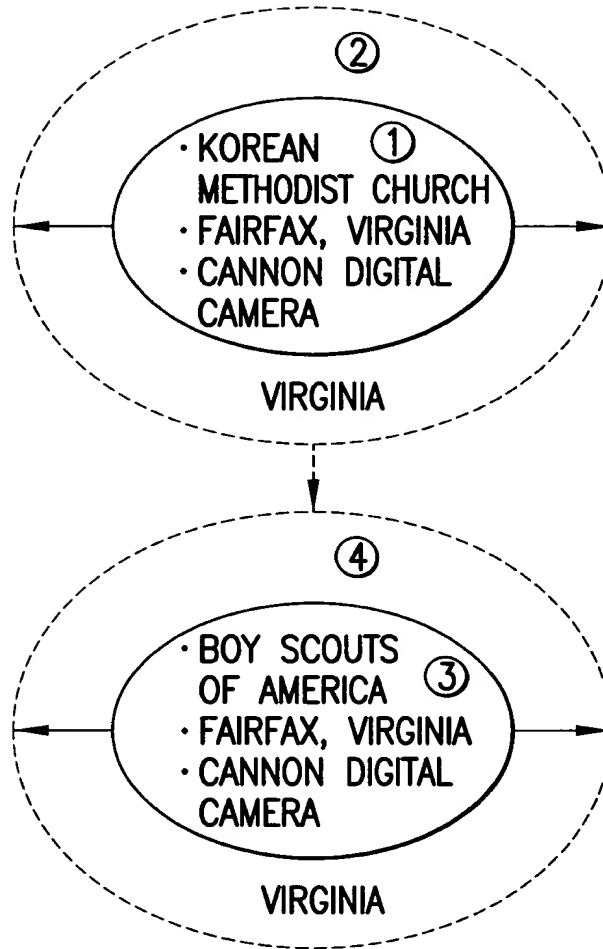 ②
· KOREAN ①
METHODIST CHURCH
· FAIRFAX, VIRGINIA
· CANNON DIGITAL
CAMERA
VIRGINIA
④
· BOY SCOUTS
OF AMERICA ③
· FAIRFAX, VIRGINIA
· CANNON DIGITAL
CAMERA
VIRGINIA